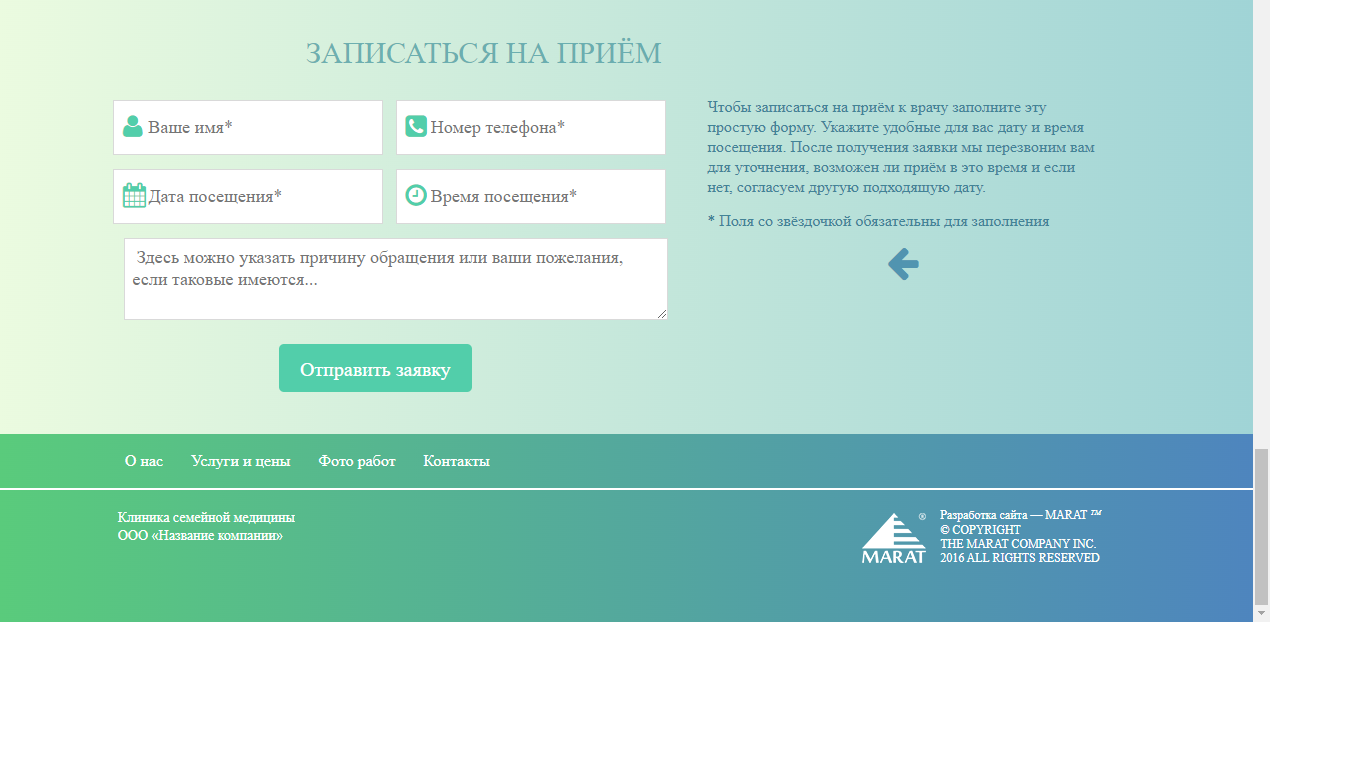 ЗАПИСАТЬСЯ НА ПРИЁМ
Ваше имя*
Номер телефона*
Дата посещения*
Время посещения*
Здесь можно указать причину обращения или ваши пожелания,
если таковые имеются...
Отправить заявку
Чтобы записаться на приём к врачу заполните эту
простую форму. Укажите удобные для вас дату и время
посещения. После получения заявки мы перезвоним вам
для уточнения, возможен ли приём в это время и если
нет, согласуем другую подходящую дату.
* Поля со звёздочкой обязательны для заполнения
О нас
Услуги и цены
Фото работ
Контакты
Клиника семейной медицины
ООО «Название компании»
MARAT ®
Разработка сайта — MARAT ™
© COPYRIGHT
THE MARAT COMPANY INC.
2016 ALL RIGHTS RESERVED